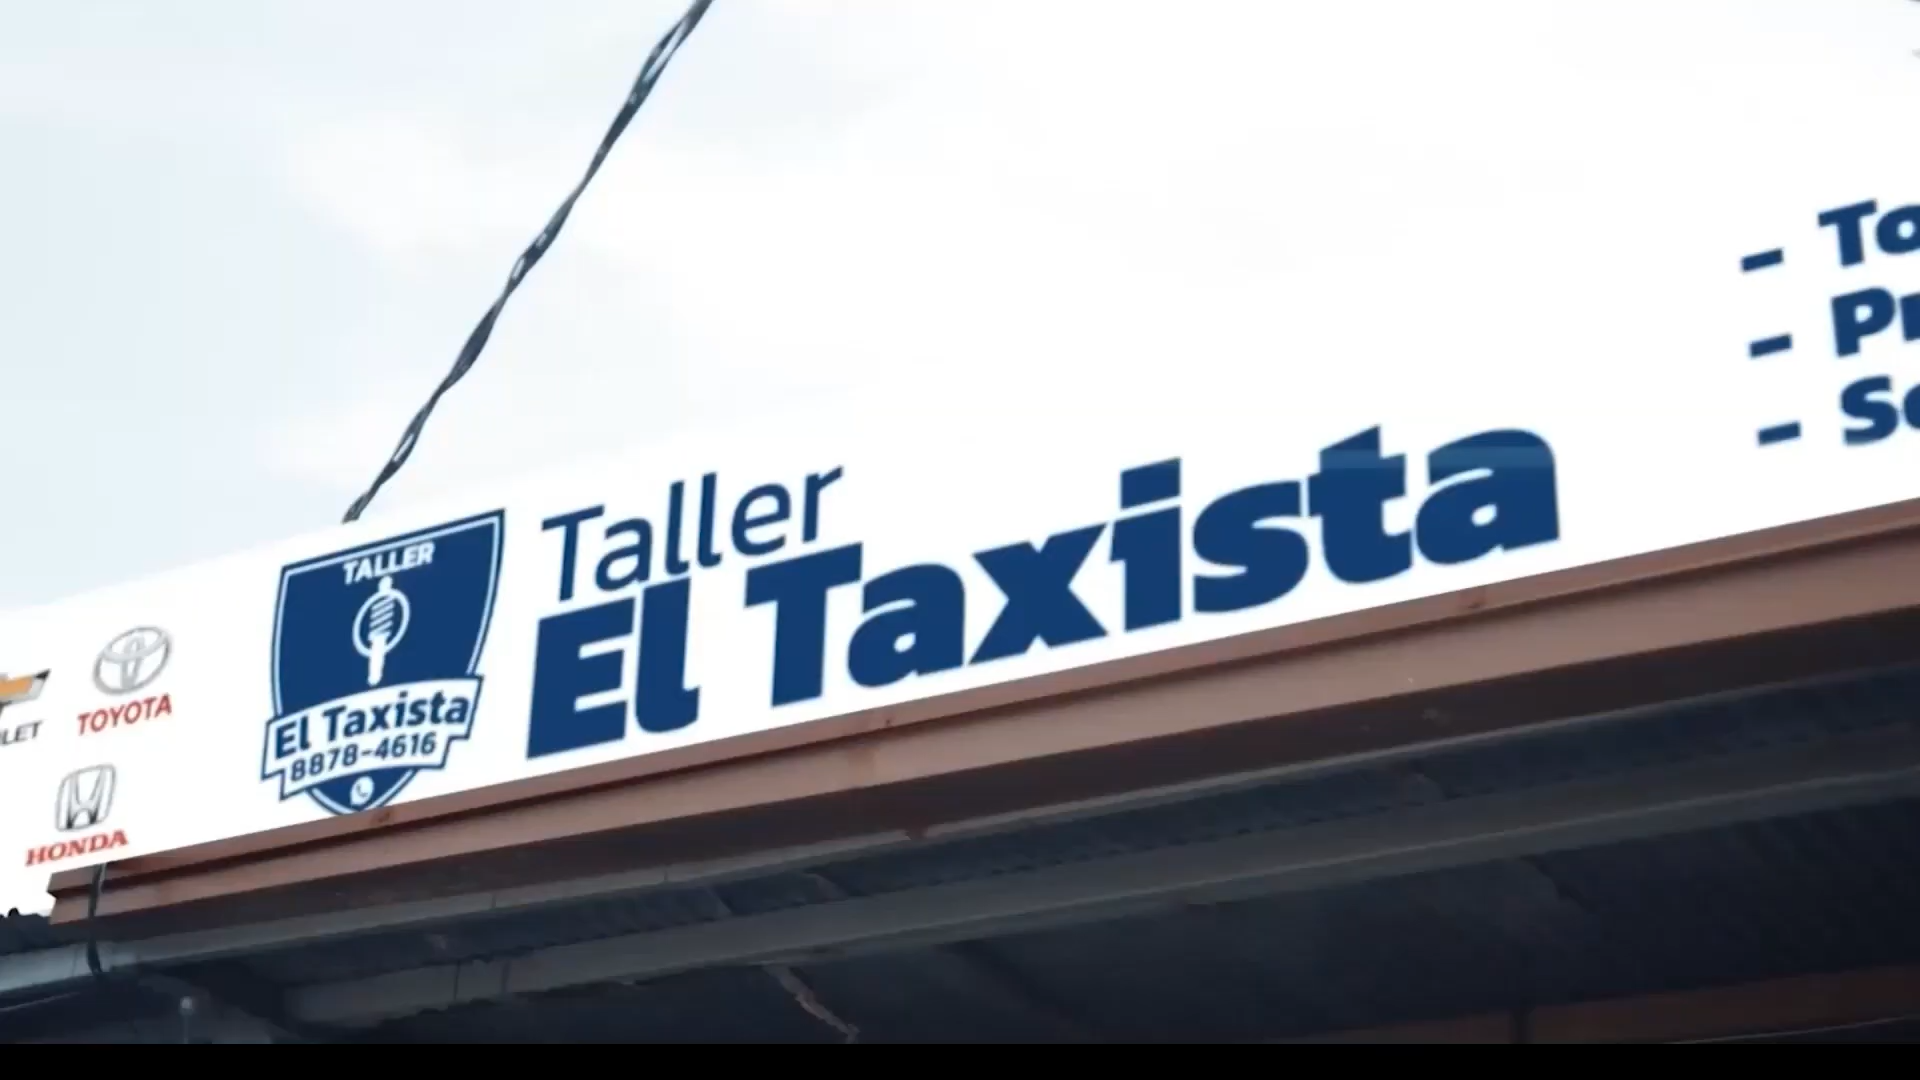 TOYOTA
HONDA
TALLER
El Taxista
8878-4616
Taller
El Taxista